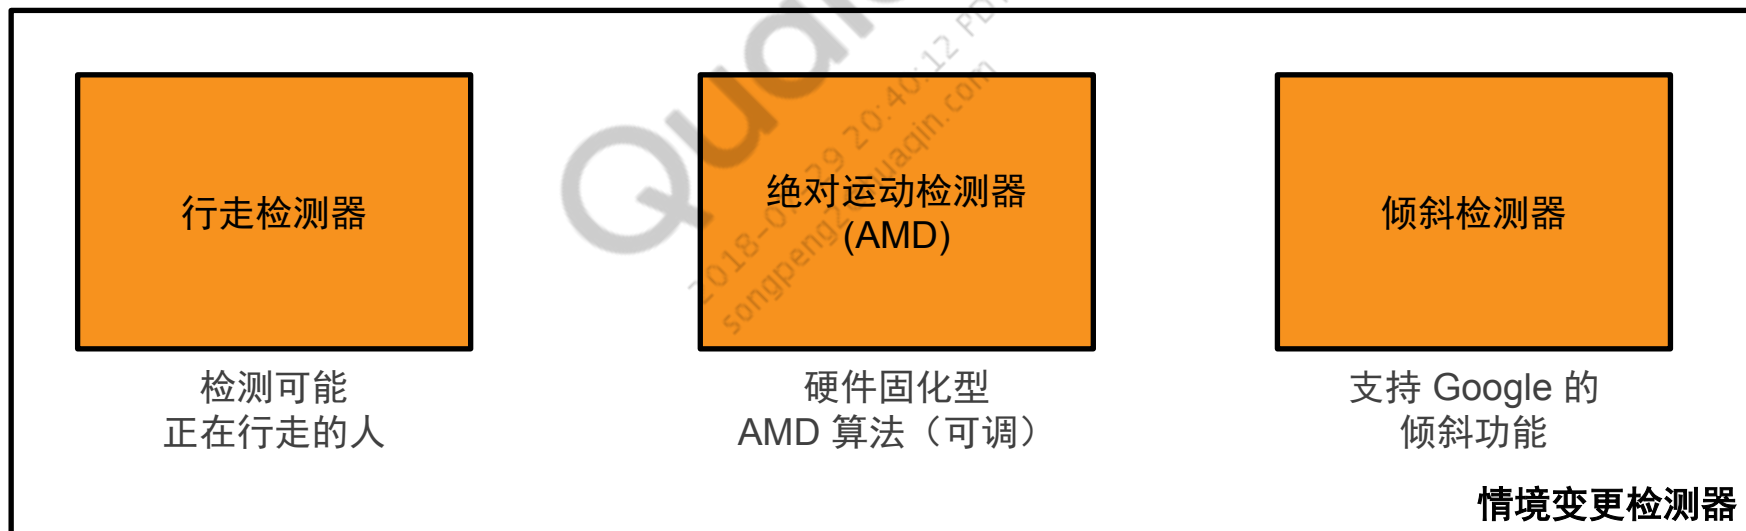 行走检测器
绝对运动检测器
(AMD)
倾斜检测器
检测可能
正在行走的人
硬件固化型
AMD 算法（可调）
支持 Google 的
倾斜功能
情境变更检测器